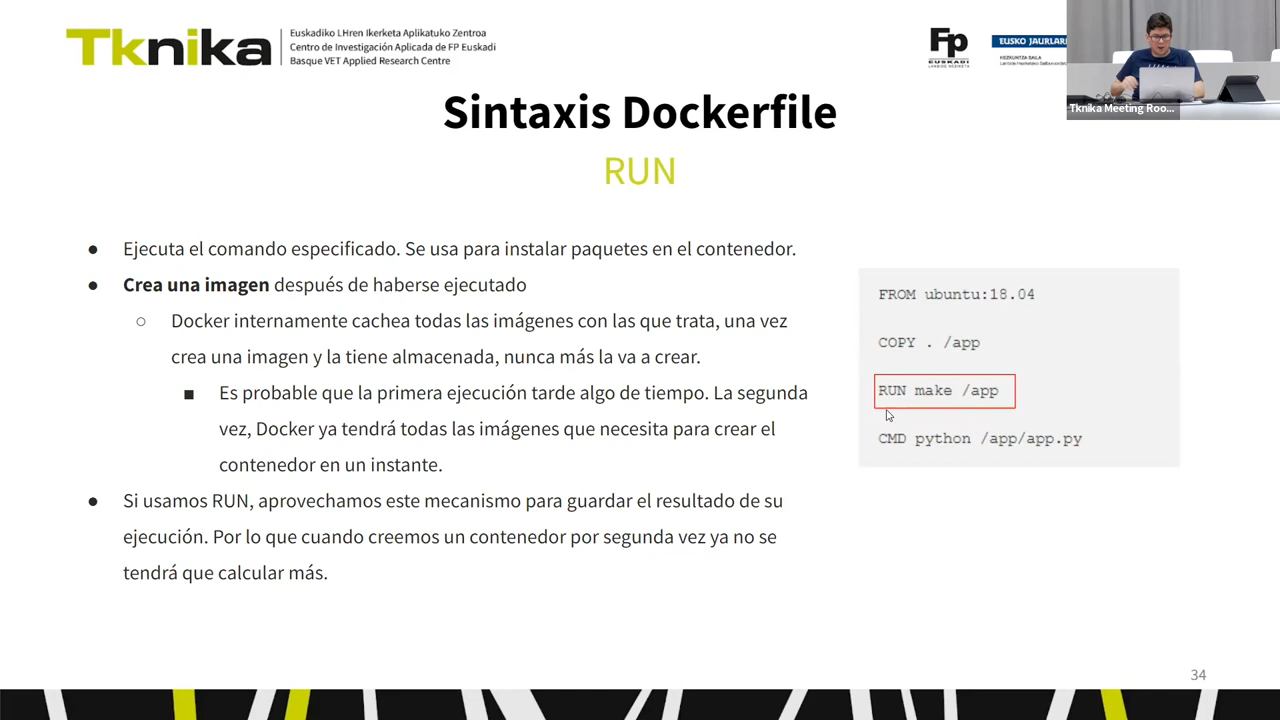 Tknika
Euskadiko LHren Ikerketa Aplikatuko Zentroa
Centro de Investigación Aplicada de FP Euskadi
Basque VET Applied Research Centre
Fp
EUSKADI
EUSKO JAURLAR
HEZKUNTZA SAILA
Tknika Meeting Roo...
Sintaxis Dockerfile
RUN
● Ejecuta el comando especificado. Se usa para instalar paquetes en el contenedor.
● Crea una imagen después de haberse ejecutado
○ Docker internamente cachea todas las imágenes con las que trata, una vez
crea una imagen y la tiene almacenada, nunca más la va a crear.
■ Es probable que la primera ejecución tarde algo de tiempo. La segunda
vez, Docker ya tendrá todas las imágenes que necesita para crear el
contenedor en un instante.
● Si usamos RUN, aprovechamos este mecanismo para guardar el resultado de su
ejecución. Por lo que cuando creemos un contenedor por segunda vez ya no se
tendrá que calcular más.
FROM ubuntu:18.04
COPY . /app
RUN make /app
CMD python /app/app.py
34